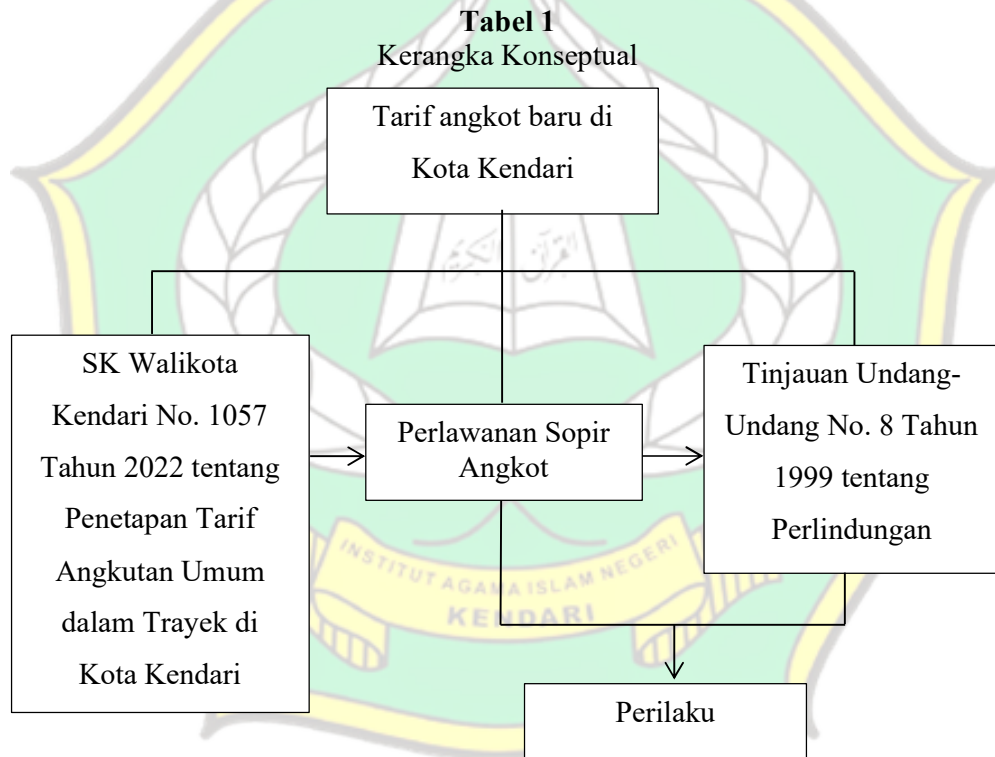 Tabel 1
Kerangka Konseptual
Tarif angkot baru di
Kota Kendari
القرآن الكريم
SK Walikota
Kendari No. 1057
Tahun 2022 tentang
Penetapan Tarif
Angkutan Umum
dalam Trayek di
Kota Kendari
Perlawanan Sopir
Angkot
Tinjauan Undang-
Undang No. 8 Tahun
1999 tentang
Perlindungan
INSTITUT AGAMA ISLAM NEGERI
KENDARI
Perilaku